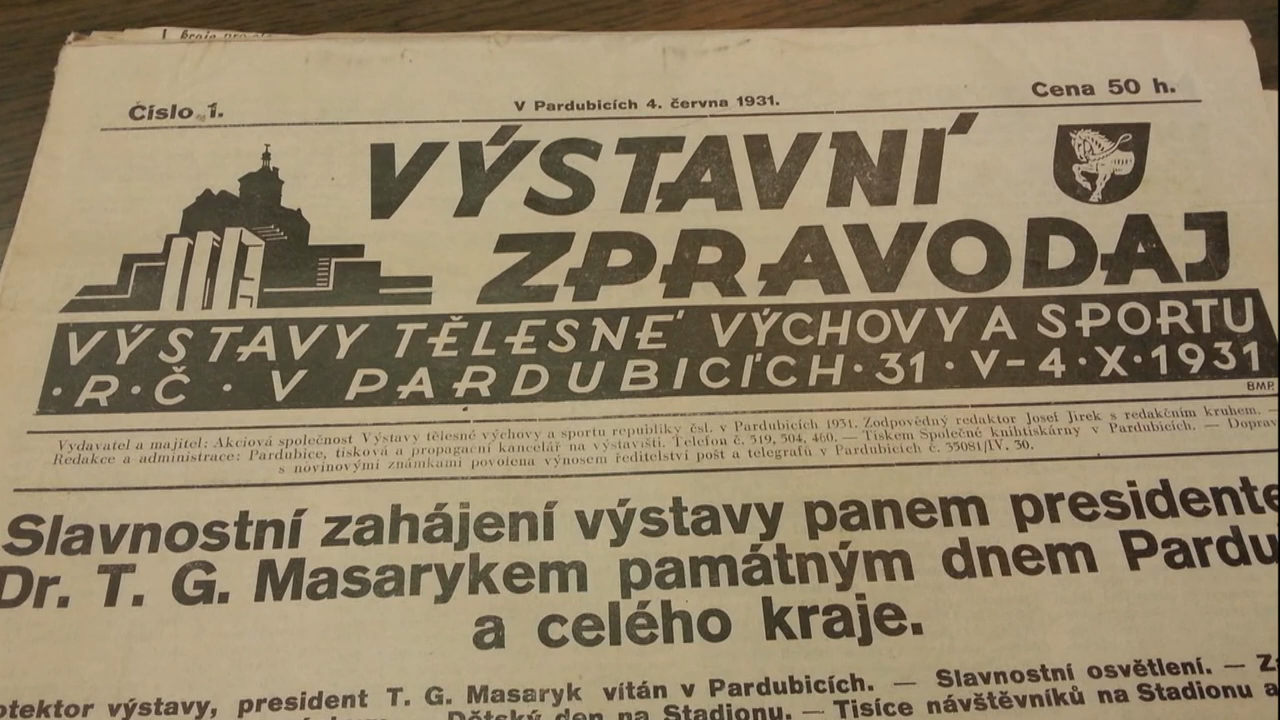 Číslo 1.
V Pardubicích 4. června 1931.
Cena 50 h.
VÝSTAVNÍ
ZPRAVODAJ
VÝSTAVY TĚLESNÉ VÝCHOVY A SPORTU
·R·Č· V PARDUBICÍCH·31·V-4·X·1931
BMP.
Vydavatel a majitel: Akciová společnost Výstavy tělesné výchovy a sportu republiky čsl. v Pardubicích 1931. Zodpovědný redaktor Josef Jirek s redakčním kruhem. —
Redakce a administrace: Pardubice, tisková a propagační kancelář na výstavišti. Telefon č. 319, 504, 460. — Tiskem Společné knihtiskárny v Pardubicích. — Doprav
s novinovými známkami povolena výnosem ředitelství pošt a telegrafů v Pardubicích č. 35081/IV. 30.
Slavnostní zahájení výstavy panem presidente
Dr. T. G. Masarykem památným dnem Pardu
a celého kraje.
otektor výstavy, president T. G. Masaryk vítán v Pardubicích. — Slavnostní osvětlení. —
Dětský den na Stadionu. — Tisíce návštěvníků na Stadionu a